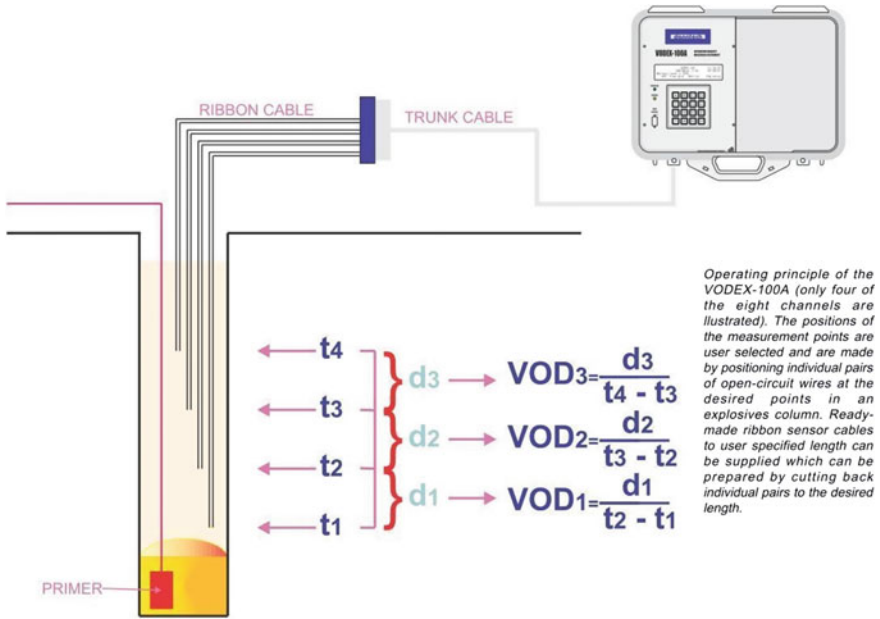 VODEX-100A
RIBBON CABLE
TRUNK CABLE
Operating principle of the
VODEX-100A (only four of
the eight channels are
llustrated). The positions of
the measurement points are
user selected and are made
by positioning individual pairs
of open-circuit wires at the
desired points in an
explosives column. Ready-
made ribbon sensor cables
to user specified length can
be supplied which can be
prepared by cutting back
individual pairs to the desired
length.
t4
d3 VOD3= d3
t4 - t3
t3
d2 VOD2= d2
t3 - t2
t2
d1 VOD1= d1
t2 - t1
t1
PRIMER